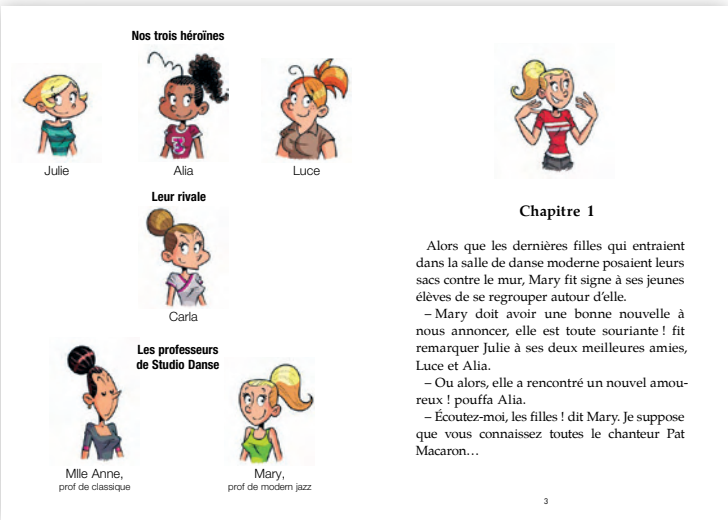 Nos trois héroïnes
Julie
Alia
Luce
Leur rivale
Carla
Les professeurs
de Studio Danse
Mlle Anne,
prof de classique
Mary,
prof de modern jazz
Chapitre 1
Alors que les dernières filles qui entraient
dans la salle de danse moderne posaient leurs
sacs contre le mur, Mary fit signe à ses jeunes
élèves de se regrouper autour d'elle.
– Mary doit avoir une bonne nouvelle à
nous annoncer, elle est toute souriante ! fit
remarquer Julie à ses deux meilleures amies,
Luce et Alia.
– Ou alors, elle a rencontré un nouvel amou-
reux ! pouffa Alia.
– Écoutez-moi, les filles ! dit Mary. Je suppose
que vous connaissez toutes le chanteur Pat
Macaron…
3